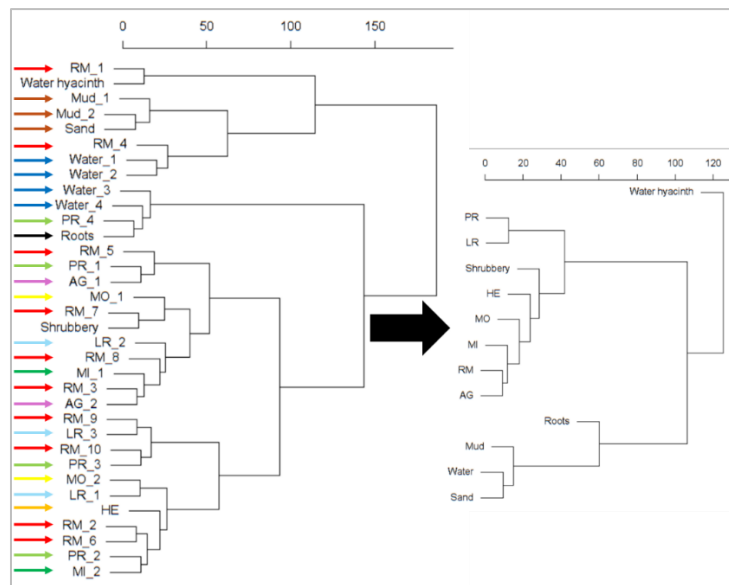 0 50 100 150
RM_1
Water hyacinth
Mud_1
Mud_2
Sand
RM_4
Water_1
Water_2
Water_3
Water_4
PR_4
Roots
RM_5
PR_1
AG_1
MO_1
RM_7
Shrubbery
LR_2
RM_8
MI_1
RM_3
AG_2
RM_9
LR_3
RM_10
PR_3
MO_2
LR_1
HE
RM_2
RM_6
PR_2
MI_2
0 20 40 60 80 100 120
Water hyacinth
PR
LR
Shrubbery
HE
MO
MI
RM
AG
Roots
Mud
Water
Sand